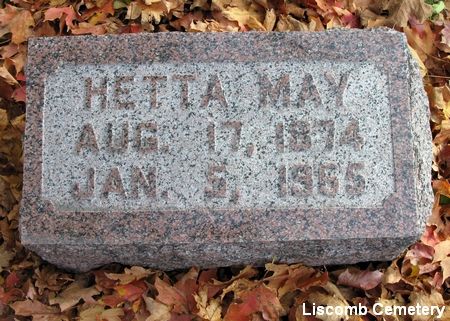 HETTA MAY
AUG. 17, 1874
JAN. 5, 1965
Liscomb Cemetery